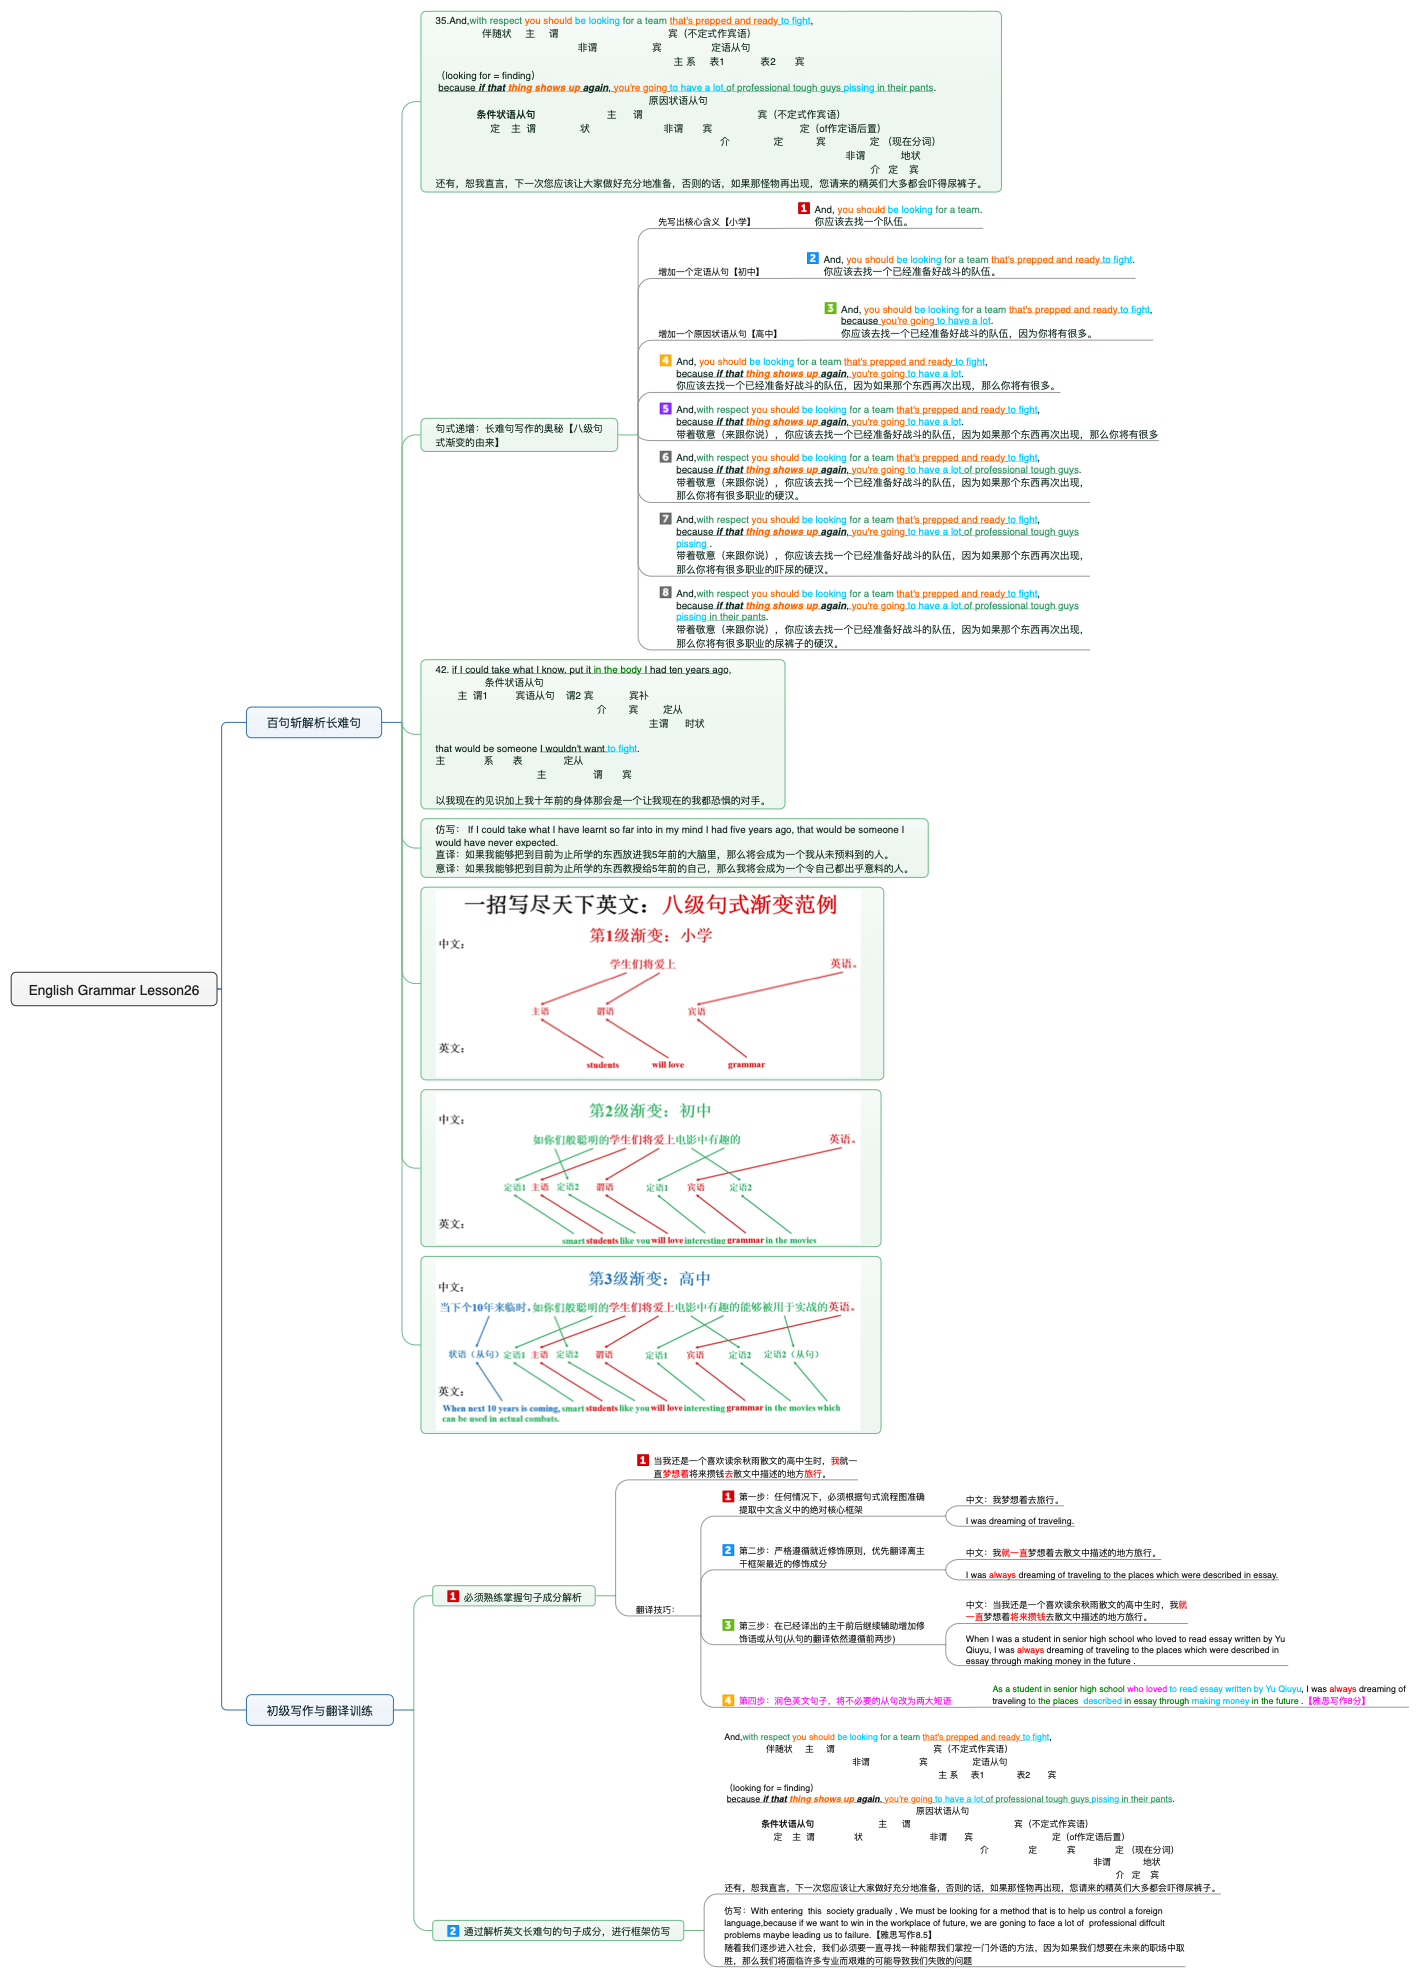 English Grammar Lesson26
百句斩解析长难句
35.And,with respect you should be looking for a team that's prepped and ready to fight,
伴随状 主 谓 宾（不定式作宾语）
非谓 宾 定语从句
主 系 表1 表2 宾
（looking for = finding）
because if that thing shows up again, you're going to have a lot of professional tough guys pissing in their pants.
原因状语从句
条件状语从句 主 谓 宾（不定式作宾语）
定 主 谓 状 非谓 宾 定（of作定语后置）
介 定 宾 定 （现在分词）
非谓 地状
介 定 宾
还有，恕我直言，下一次您应该让大家做好充分地准备，否则的话，如果那怪物再出现，您请来的精英们大多都会吓得尿裤子。
句式递增：长难句写作的奥秘【八级句
式渐变的由来】
先写出核心含义【小学】
1 And, you should be looking for a team.
你应该去找一个队伍。
增加一个定语从句【初中】
2 And, you should be looking for a team that's prepped and ready to fight.
你应该去找一个已经准备好战斗的队伍。
增加一个原因状语从句【高中】
3 And, you should be looking for a team that's prepped and ready to fight,
because you're going to have a lot.
你应该去找一个已经准备好战斗的队伍，因为你将有很多。
4 And, you should be looking for a team that's prepped and ready to fight,
because if that thing shows up again, you're going to have a lot.
你应该去找一个已经准备好战斗的队伍，因为如果那个东西再次出现，那么你将有很多。
5 And,with respect you should be looking for a team that's prepped and ready to fight,
because if that thing shows up again, you're going to have a lot.
带着敬意（来跟你说），你应该去找一个已经准备好战斗的队伍，因为如果那个东西再次出现，那么你将有很多
6 And,with respect you should be looking for a team that's prepped and ready to fight,
because if that thing shows up again, you're going to have a lot of professional tough guys.
带着敬意（来跟你说），你应该去找一个已经准备好战斗的队伍，因为如果那个东西再次出现，
那么你将有很多职业的硬汉。
7 And,with respect you should be looking for a team that's prepped and ready to fight,
because if that thing shows up again, you're going to have a lot of professional tough guys
pissing .
带着敬意（来跟你说），你应该去找一个已经准备好战斗的队伍，因为如果那个东西再次出现，
那么你将有很多职业的吓尿的硬汉。
8 And,with respect you should be looking for a team that's prepped and ready to fight,
because if that thing shows up again, you're going to have a lot of professional tough guys
pissing in their pants.
带着敬意（来跟你说），你应该去找一个已经准备好战斗的队伍，因为如果那个东西再次出现，
那么你将有很多职业的尿裤子的硬汉。
42. if I could take what I know, put it in the body I had ten years ago,
条件状语从句
主 谓1 宾语从句 谓2 宾 宾补
介 宾 定从
主谓 时状
that would be someone I wouldn't want to fight.
主 系 表 定从
主 谓 宾
以我现在的见识加上我十年前的身体那会是一个让我现在的我都恐惧的对手。
仿写： If I could take what I have learnt so far into in my mind I had five years ago, that would be someone I
would have never expected.
直译：如果我能够把到目前为止所学的东西放进我5年前的大脑里，那么将会成为一个我从未预料到的人。
意译：如果我能够把到目前为止所学的东西教授给5年前的自己，那么我将会成为一个令自己都出乎意料的人。
一招写尽天下英文：八级句式渐变范例
第1级渐变：小学
中文：
学生们将爱上 英语。
主语 谓语 宾语
英文：
students will love grammar
第2级渐变：初中
中文：
如你们般聪明的学生们将爱上电影中有趣的 英语。
定语1 主语 定语2 谓语 定语1 宾语 定语2
英文：
smart students like you will love interesting grammar in the movies
第3级渐变：高中
中文：
当下个10年来临时，如你们般聪明的学生们将爱上电影中有趣的能够被用于实战的英语。
状语（从句） 定语1 主语 定语2 谓语 定语1 宾语 定语2 定语2（从句）
英文：
When next 10 years is coming, smart students like you will love interesting grammar in the movies which
can be used in actual combats.
初级写作与翻译训练
1 必须熟练掌握句子成分解析
1 当我还是一个喜欢读余秋雨散文的高中生时，我就一
直梦想着将来攒钱去散文中描述的地方旅行。
翻译技巧：
1 第一步：任何情况下，必须根据句式流程图准确
提取中文含义中的绝对核心框架
中文：我梦想着去旅行。
I was dreaming of traveling.
2 第二步：严格遵循就近修饰原则，优先翻译离主
干框架最近的修饰成分
中文：我就一直梦想着去散文中描述的地方旅行。
I was always dreaming of traveling to the places which were described in essay.
3 第三步：在已经译出的主干前后继续辅助增加修
饰语或从句(从句的翻译依然遵循前两步)
中文：当我还是一个喜欢读余秋雨散文的高中生时，我就
一直梦想着将来攒钱去散文中描述的地方旅行。
When I was a student in senior high school who loved to read essay written by Yu
Qiuyu, I was always dreaming of traveling to the places which were described in
essay through making money in the future .
4 第四步：润色英文句子，将不必要的从句改为两大短语
As a student in senior high school who loved to read essay written by Yu Qiuyu, I was always dreaming of
traveling to the places described in essay through making money in the future .【雅思写作8分】
2 通过解析英文长难句的句子成分，进行框架仿写
And,with respect you should be looking for a team that's prepped and ready to fight,
伴随状 主 谓 宾（不定式作宾语）
非谓 宾 定语从句
主 系 表1 表2 宾
（looking for = finding）
because if that thing shows up again, you're going to have a lot of professional tough guys pissing in their pants.
原因状语从句
条件状语从句 主 谓 宾（不定式作宾语）
定 主 谓 状 非谓 宾 定（of作定语后置）
介 定 宾 定 （现在分词）
非谓 地状
介 定 宾
还有，恕我直言，下一次您应该让大家做好充分地准备，否则的话，如果那怪物再出现，您请来的精英们大多都会吓得尿裤子。
仿写：With entering this society gradually , We must be looking for a method that is to help us control a foreign
language,because if we want to win in the workplace of future, we are gonning to face a lot of professional diffcult
problems maybe leading us to failure.【雅思写作8.5】
随着我们逐步进入社会，我们必须要一直寻找一种能帮我们掌控一门外语的方法，因为如果我们想要在未来的职场中取
胜，那么我们将面临许多专业而艰难的可能导致我们失败的问题